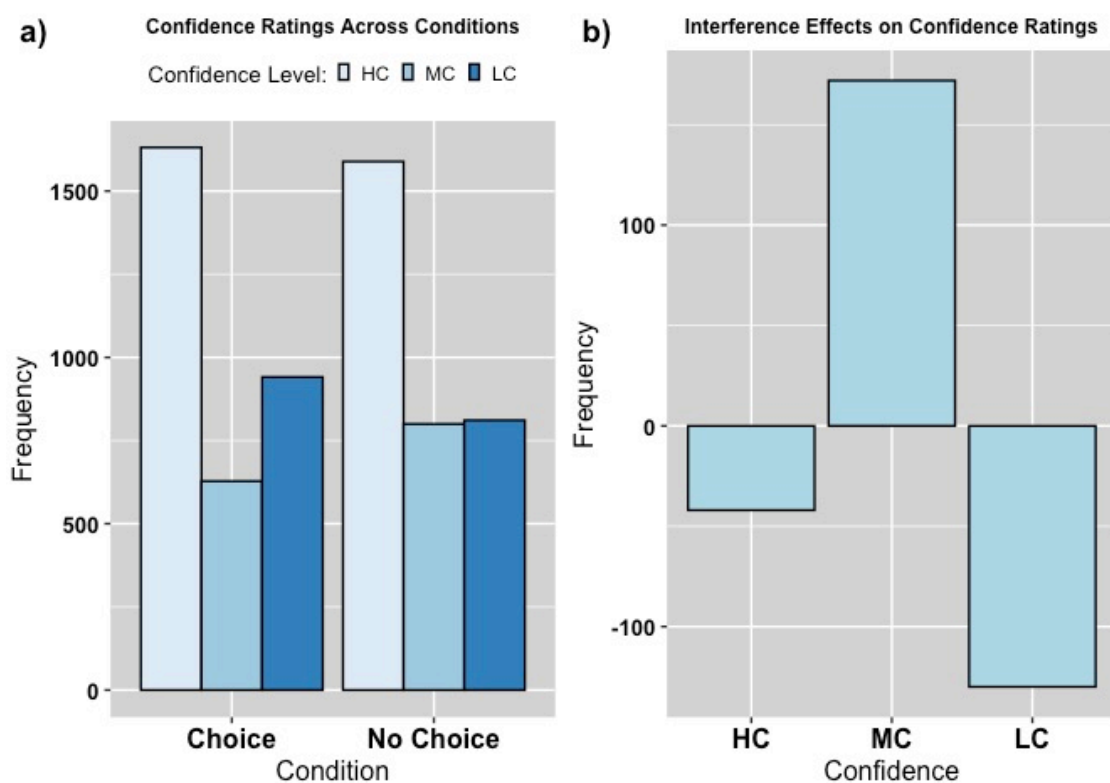 a)
Confidence Ratings Across Conditions
Confidence Level: HC MC LC
Frequency
1500
1000
500
0
Choice No Choice
Condition
b)
Interference Effects on Confidence Ratings
Frequency
100
0
-100
HC MC LC
Confidence